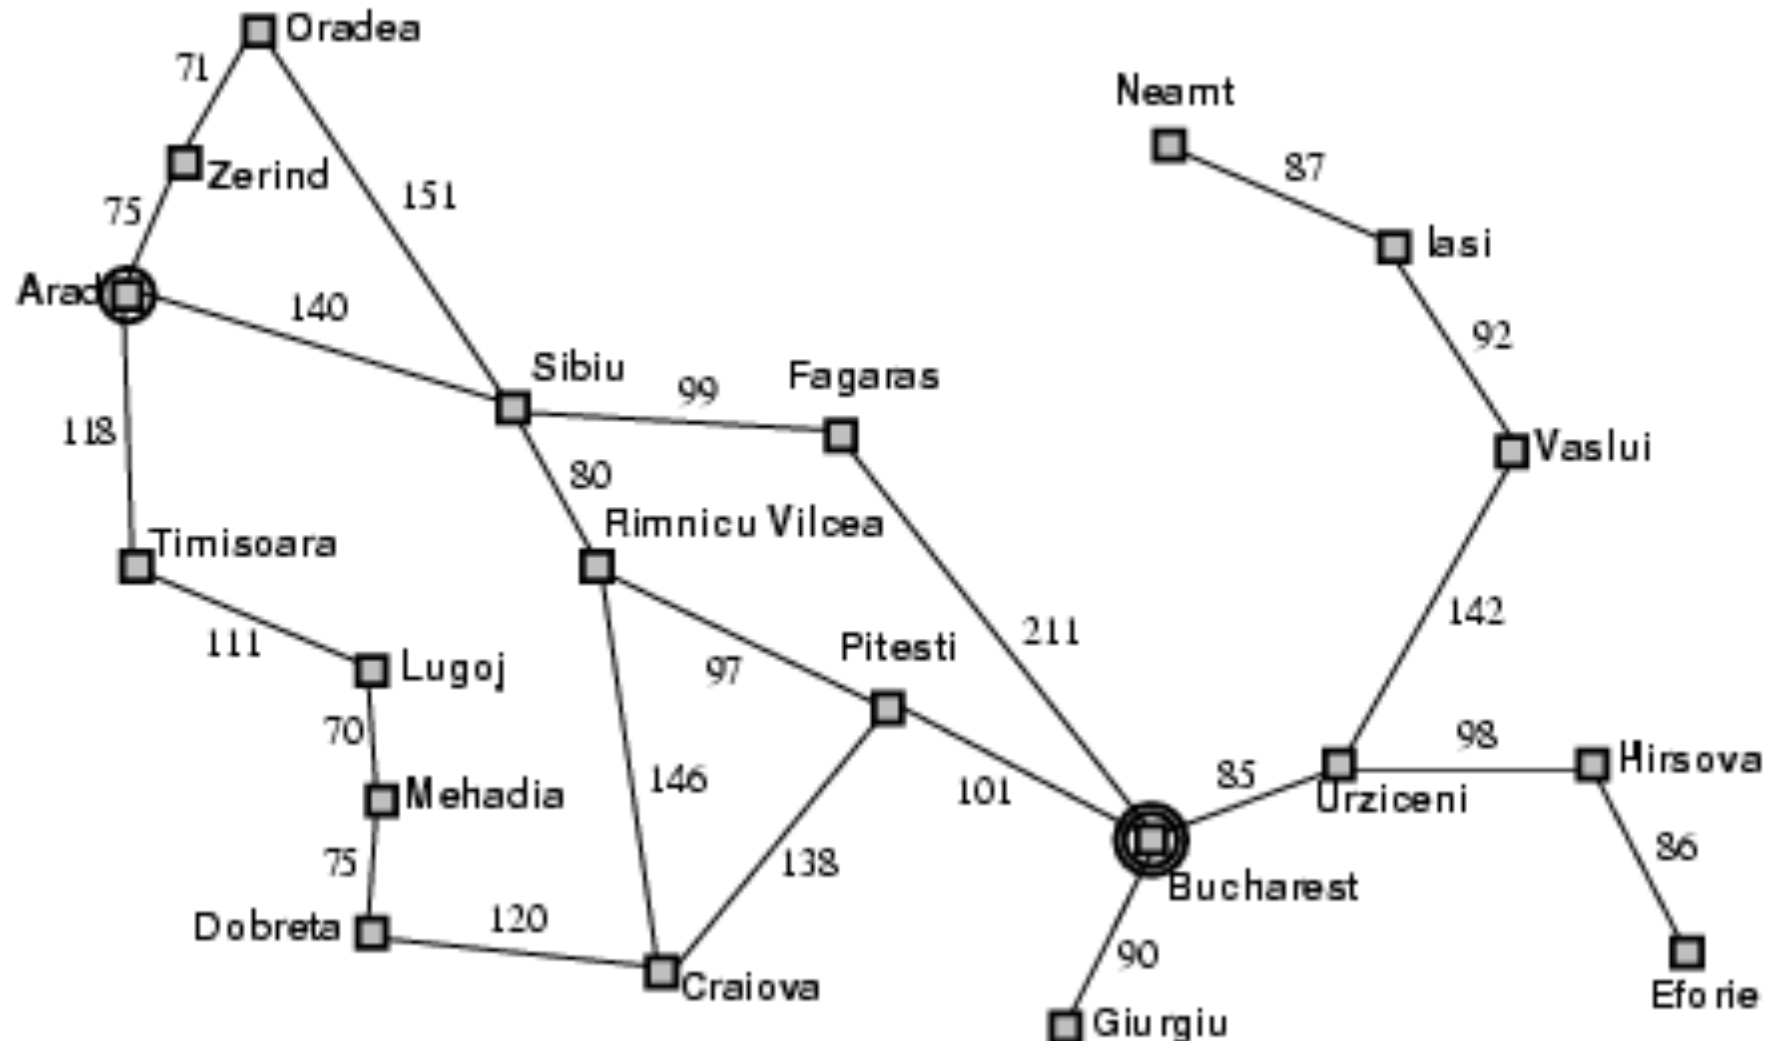 Oradea
71
Neamt
87
Zerind
151
75
Iasi
Arad
140
92
Sibiu
99
Fagaras
118
80
Vaslui
Rimnicu Vilcea
Timisoara
142
211
111
Pitesti
97
Lugoj
70
98
Hirsova
146
85
101
Urziceni
Mehadia
86
75
138
Bucharest
Dobreta
120
90
Craiova
Eforie
Giurgiu